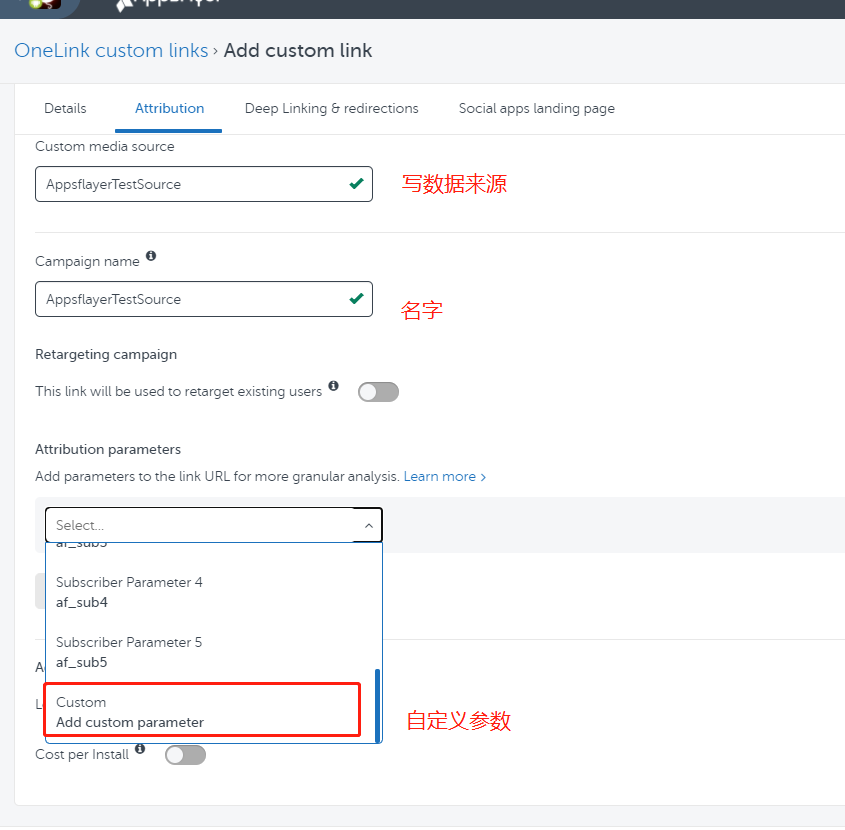 OneLink custom links › Add custom link
Details Attribution Deep Linking & redirections Social apps landing page
Custom media source
AppsflayerTestSource 写数据来源
Campaign name
AppsflayerTestSource 名字
Retargeting campaign
This link will be used to retarget existing users
Attribution parameters
Add parameters to the link URL for more granular analysis. Learn more ›
Select...
Subscriber Parameter 4
af_sub4
Subscriber Parameter 5
af_sub5
Custom
Add custom parameter 自定义参数
Cost per Install